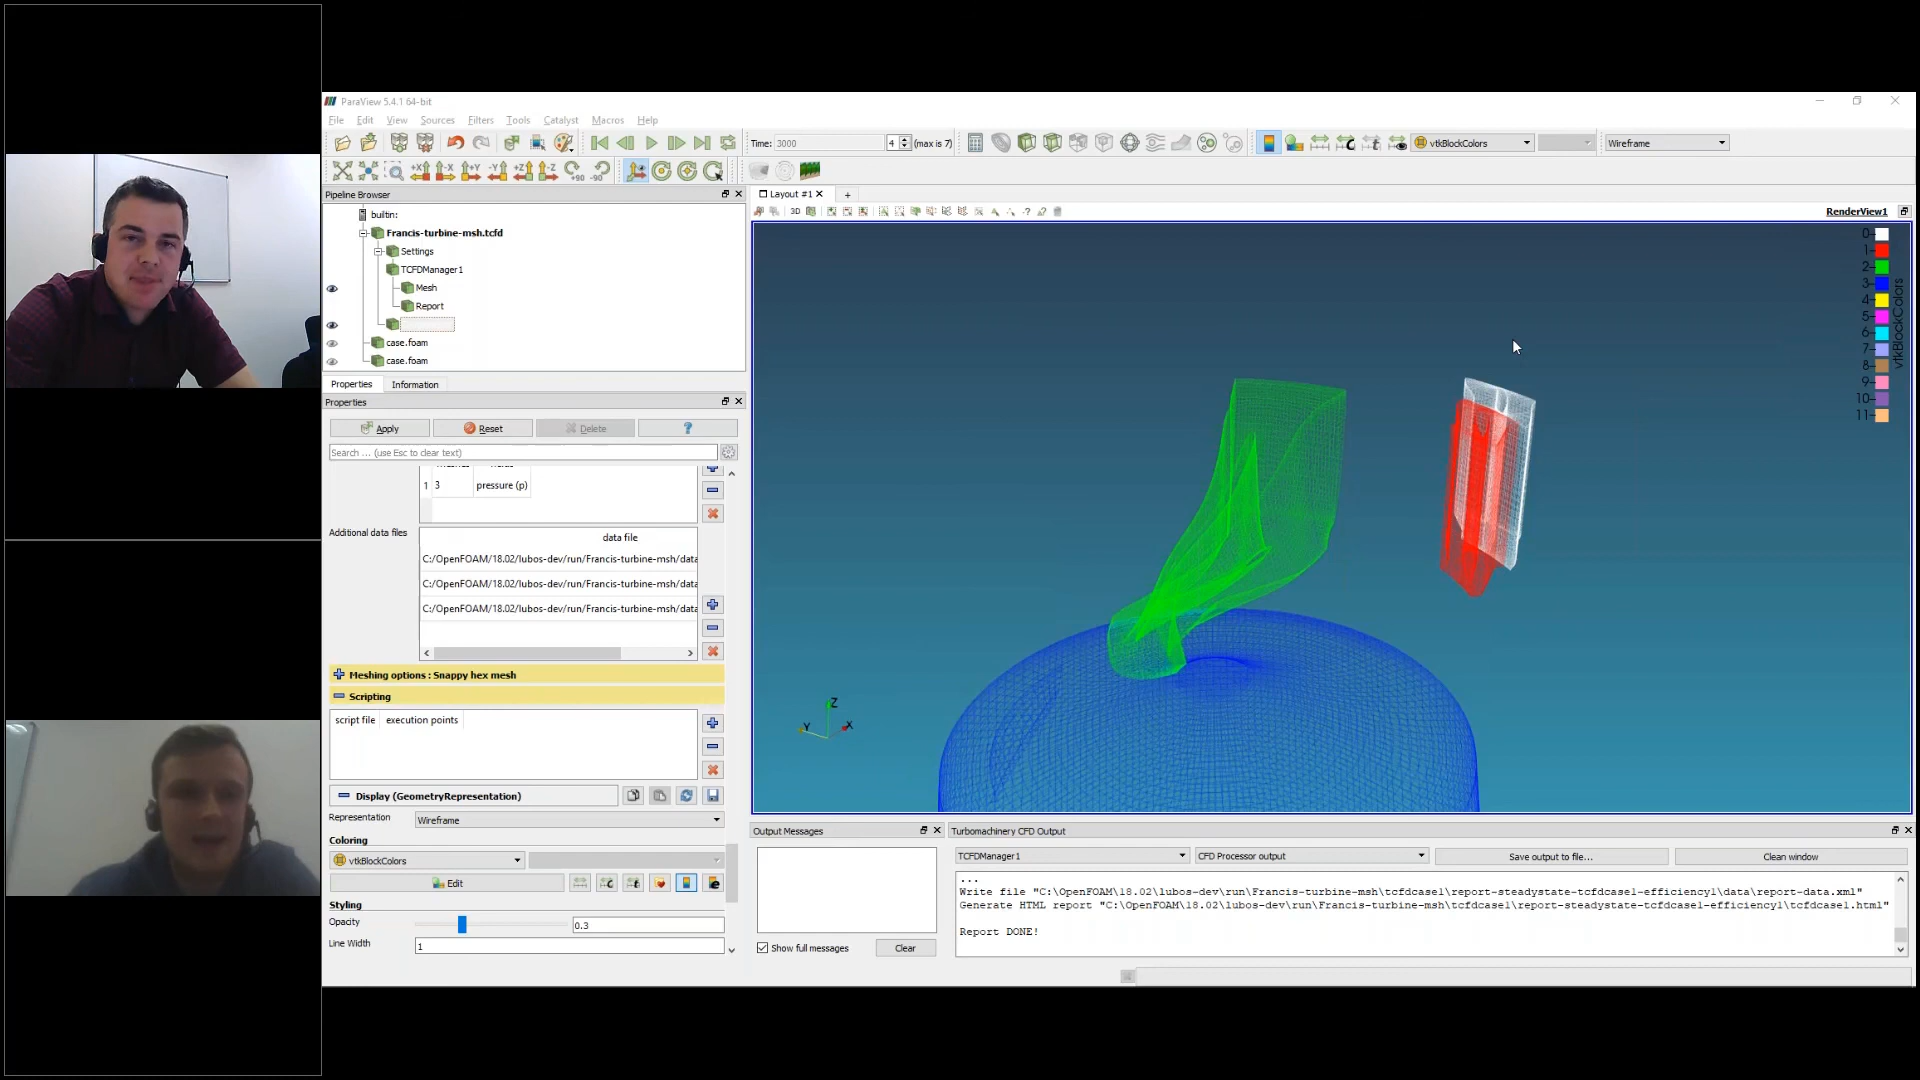 ParaView 5.4.1 64-bit
File Edit View Sources Filters Tools Catalyst Macros Help
Time: 3000 4 (max is 7) vtkBlockColors Wireframe
+X -X +Y -Y +Z -Z +90 -90
Pipeline Browser
builtin:
Francis-turbine-msh.tcfd
Settings
TCFDManager1
Mesh
Report
case.foam
case.foam
Properties Information
Properties
Apply Reset Delete ?
Search ... (use Esc to clear text)
1 3 pressure (p)
Additional data files
data file
C:/OpenFOAM/18.02/lubos-dev/run/Francis-turbine-msh/data
C:/OpenFOAM/18.02/lubos-dev/run/Francis-turbine-msh/data
C:/OpenFOAM/18.02/lubos-dev/run/Francis-turbine-msh/data
Meshing options : Snappy hex mesh
Scripting
script file execution points
Display (GeometryRepresentation)
Representation Wireframe
Coloring
vtkBlockColors
Edit
Styling
Opacity 0.3
Line Width 1
Layout #1
3D
RenderView1
0
1
2
3
4
5
6
7
8
9
10
11
vtkBlockColors
Z
Y X
Output Messages
Show full messages Clear
Turbomachinery CFD Output
TCFDManager1 CFD Processor output Save output to file... Clean window
...
Write file "C:\OpenFOAM\18.02\lubos-dev\run\Francis-turbine-msh\tcfdcase1\report-steadystate-tcfdcase1-efficiency1\data\report-data.xml"
Generate HTML report "C:\OpenFOAM\18.02\lubos-dev\run\Francis-turbine-msh\tcfdcase1\report-steadystate-tcfdcase1-efficiency1\tcfdcase1.html"
Report DONE!